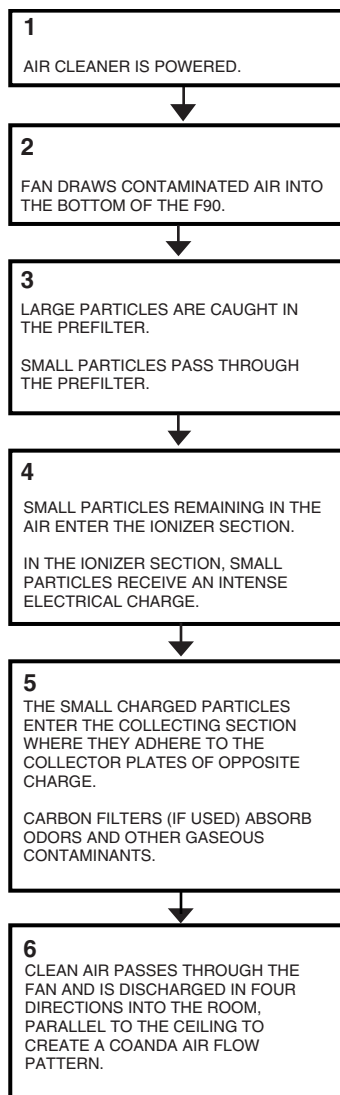 1
AIR CLEANER IS POWERED.
2
FAN DRAWS CONTAMINATED AIR INTO
THE BOTTOM OF THE F90.
3
LARGE PARTICLES ARE CAUGHT IN
THE PREFILTER.
SMALL PARTICLES PASS THROUGH
THE PREFILTER.
4
SMALL PARTICLES REMAINING IN THE
AIR ENTER THE IONIZER SECTION.
IN THE IONIZER SECTION, SMALL
PARTICLES RECEIVE AN INTENSE
ELECTRICAL CHARGE.
5
THE SMALL CHARGED PARTICLES
ENTER THE COLLECTING SECTION
WHERE THEY ADHERE TO THE
COLLECTOR PLATES OF OPPOSITE
CHARGE.
CARBON FILTERS (IF USED) ABSORB
ODORS AND OTHER GASEOUS
CONTAMINANTS.
6
CLEAN AIR PASSES THROUGH THE
FAN AND IS DISCHARGED IN FOUR
DIRECTIONS INTO THE ROOM,
PARALLEL TO THE CEILING TO
CREATE A COANDA AIR FLOW
PATTERN.